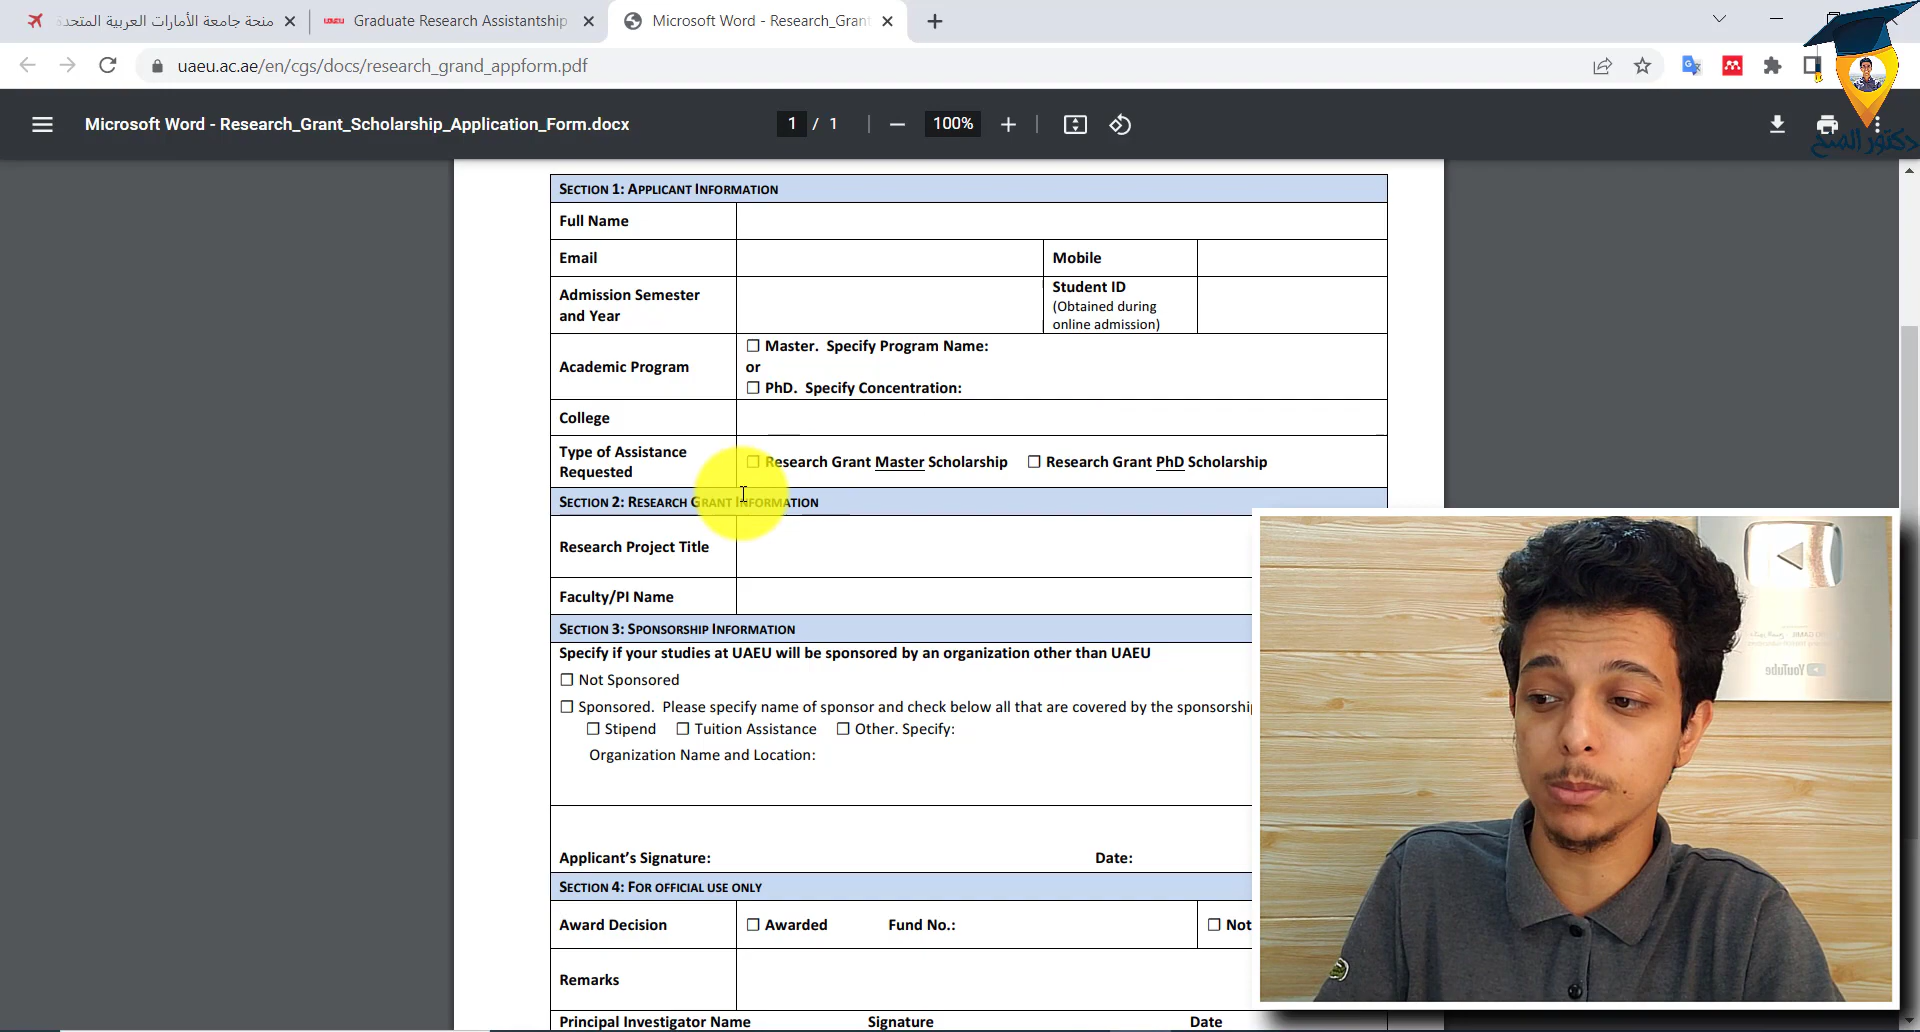 منحة جامعة الأمارات العربية المتحدة
Graduate Research Assistantship
Microsoft Word - Research_Grant
uaeu.ac.ae/en/cgs/docs/research_grand_appform.pdf
Microsoft Word - Research_Grant_Scholarship_Application_Form.docx
1 / 1
100%
دكتور المنح
SECTION 1: APPLICANT INFORMATION
Full Name
Email
Mobile
Admission Semester
and Year
Student ID
(Obtained during
online admission)
Academic Program
☐ Master. Specify Program Name:
or
☐ PhD. Specify Concentration:
College
Type of Assistance
Requested
☐ Research Grant Master Scholarship ☐ Research Grant PhD Scholarship
SECTION 2: RESEARCH GRANT INFORMATION
Research Project Title
Faculty/PI Name
SECTION 3: SPONSORSHIP INFORMATION
Specify if your studies at UAEU will be sponsored by an organization other than UAEU
☐ Not Sponsored
☐ Sponsored. Please specify name of sponsor and check below all that are covered by the sponsorshi
☐ Stipend ☐ Tuition Assistance ☐ Other. Specify:
Organization Name and Location:
Applicant's Signature:
Date:
SECTION 4: FOR OFFICIAL USE ONLY
Award Decision
☐ Awarded Fund No.:
☐ Not
Remarks
Principal Investigator Name Signature Date
YouTube